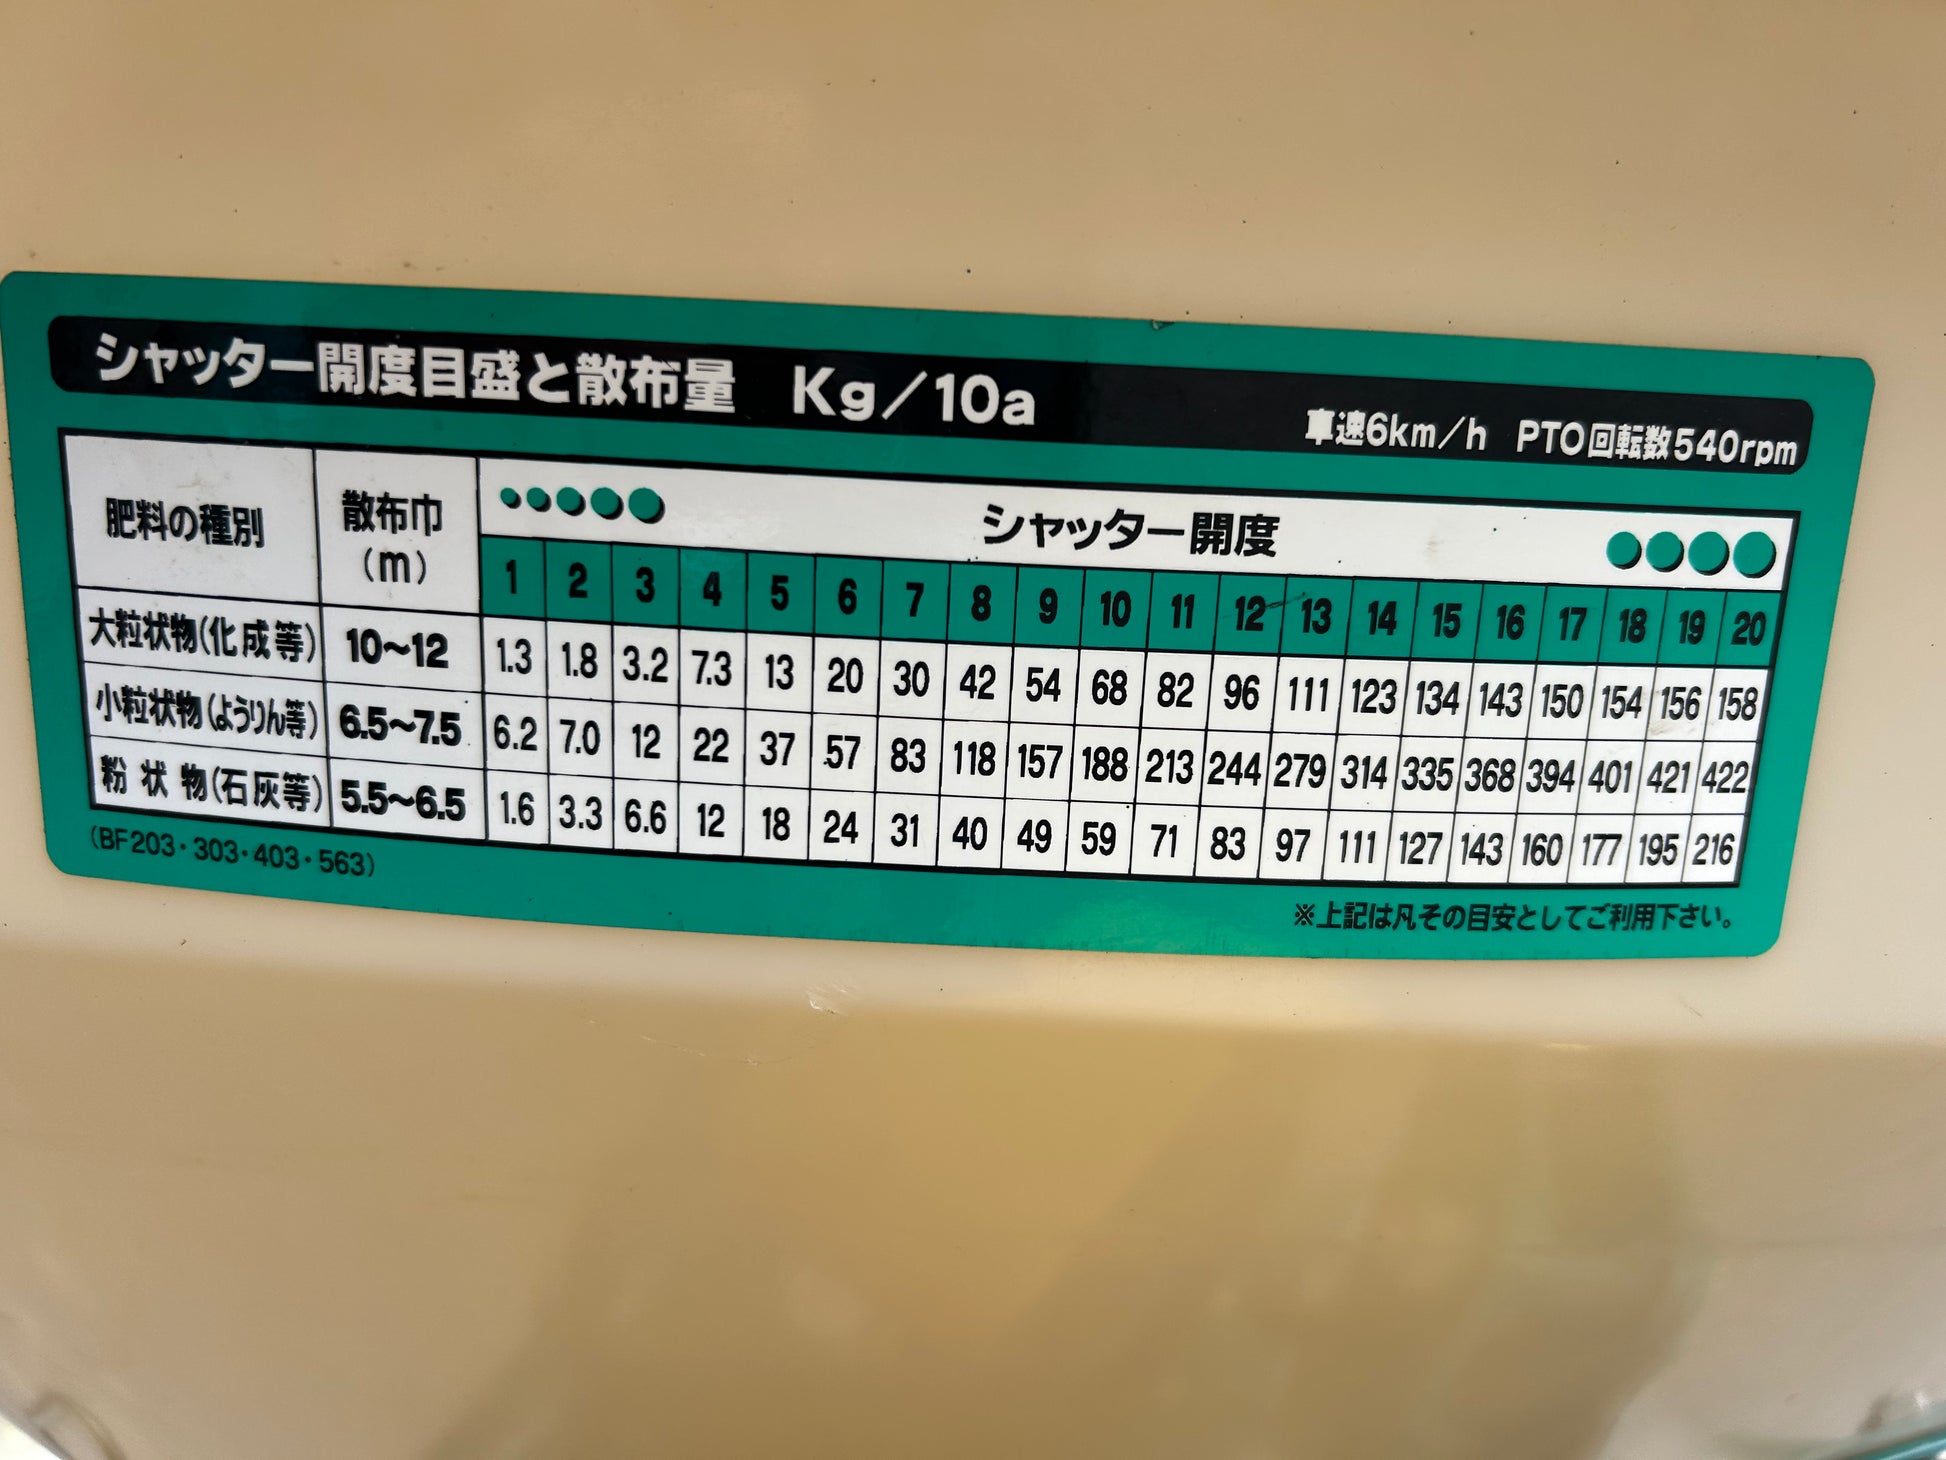 シャッター開度目盛と散布量 Kg／10a 車速6km／h PTO回転数540rpm
肥料の種別 散布巾（m） シャッター開度
1 2 3 4 5 6 7 8 9 10 11 12 13 14 15 16 17 18 19 20
大粒状物（化成等） 10〜12 1.3 1.8 3.2 7.3 13 20 30 42 54 68 82 96 111 123 134 143 150 154 156 158
小粒状物（ようりん等） 6.5〜7.5 6.2 7.0 12 22 37 57 83 118 157 188 213 244 279 314 335 368 394 401 421 422
粉状物（石灰等） 5.5〜6.5 1.6 3.3 6.6 12 18 24 31 40 49 59 71 83 97 111 127 143 160 177 195 216
（BF203・303・403・563）
※上記は凡その目安としてご利用下さい。